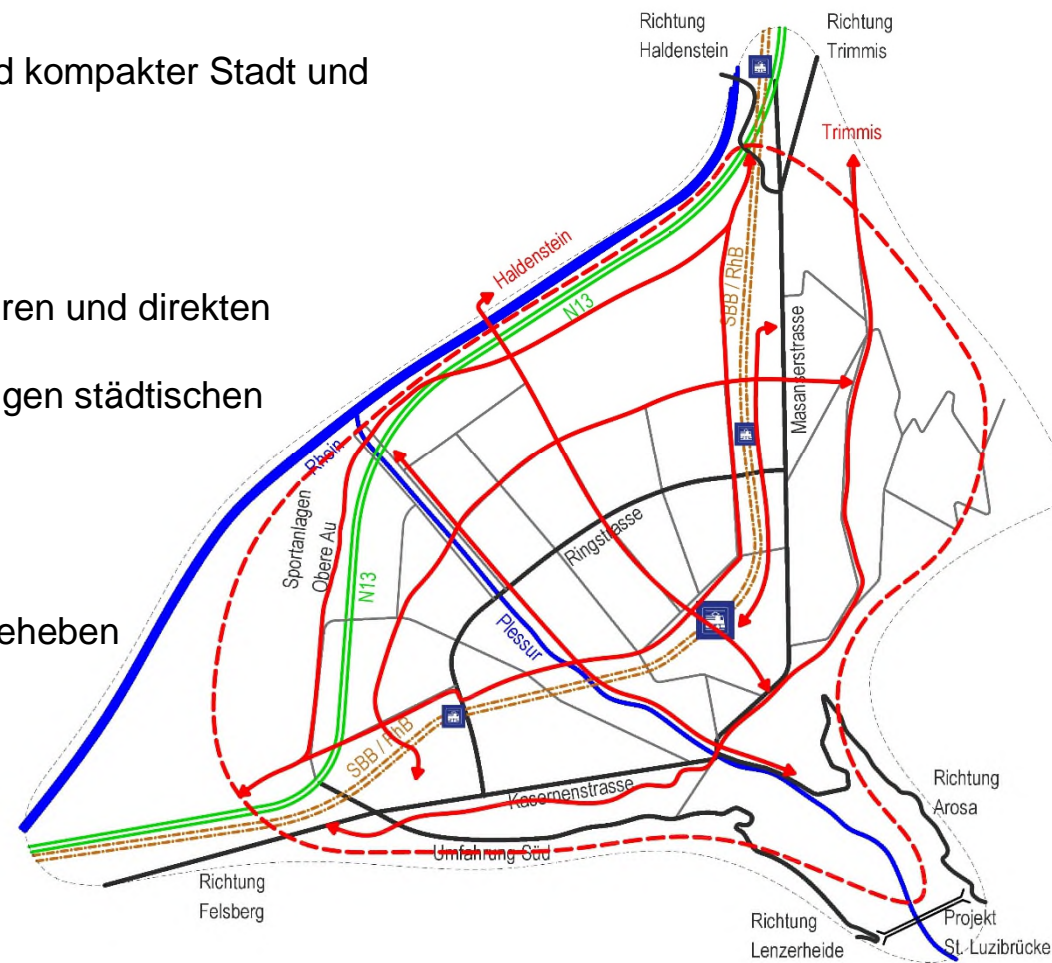 d kompakter Stadt und
ren und direkten
gen städtischen
eheben
Richtung
Haldenstein
Richtung
Trimmis
Trimmis
Haldenstein
N13
SBB / RhB
Masanserstrasse
Rhein
Sportanlagen
Obere Au
N13
Ringstrasse
Plessur
SBB / RhB
Kasernenstrasse
Umfahrung Süd
Richtung
Felsberg
Richtung
Arosa
Richtung
Lenzerheide
Projekt
St. Luzibrücke